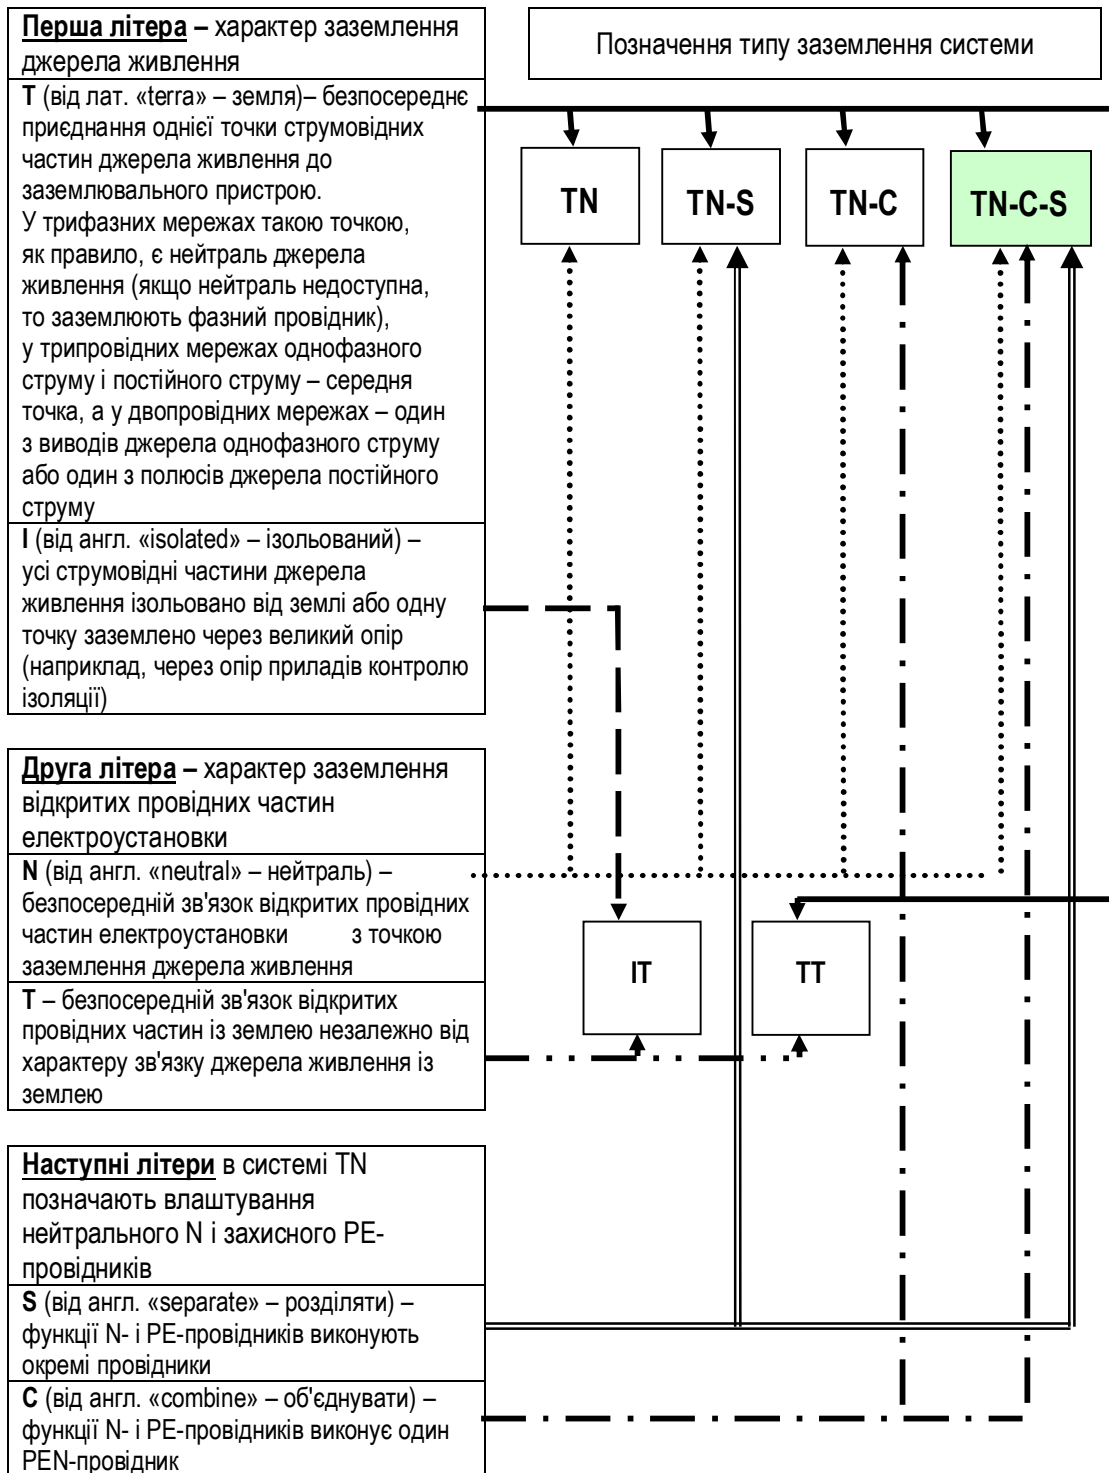 Перша літера – характер заземлення
джерела живлення
Т (від лат. «terra» – земля)– безпосереднє
приєднання однієї точки струмовідних
частин джерела живлення до
заземлювального пристрою.
У трифазних мережах такою точкою,
як правило, є нейтраль джерела
живлення (якщо нейтраль недоступна,
то заземлюють фазний провідник),
у трипровідних мережах однофазного
струму і постійного струму – середня
точка, а у двопровідних мережах – один
з виводів джерела однофазного струму
або один з полюсів джерела постійного
струму
I (від англ. «isolated» – ізольований) –
усі струмовідні частини джерела
живлення ізольовано від землі або одну
точку заземлено через великий опір
(наприклад, через опір приладів контролю
ізоляції)
Друга літера – характер заземлення
відкритих провідних частин
електроустановки
N (від англ. «neutral» – нейтраль) –
безпосередній зв'язок відкритих провідних
частин електроустановки з точкою
заземлення джерела живлення
Т – безпосередній зв'язок відкритих
провідних частин із землею незалежно від
характеру зв'язку джерела живлення із
землею
Наступні літери в системі TN
позначають влаштування
нейтрального N і захисного PE-
провідників
S (від англ. «separate» – розділяти) –
функції N- і PE-провідників виконують
окремі провідники
C (від англ. «combine» – об'єднувати) –
функції N- і PE-провідників виконує один
PEN-провідник
Позначення типу заземлення системи
TN
TN-S
TN-C
TN-C-S
IT
TT